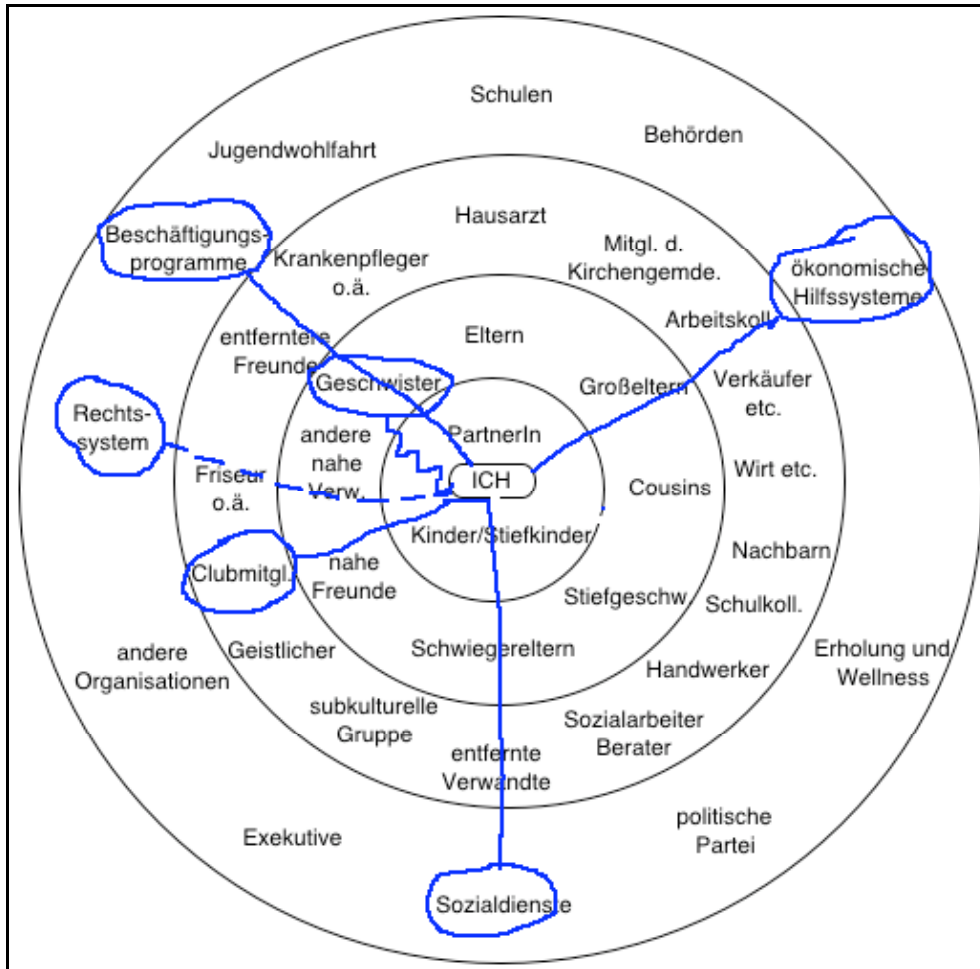 Schulen
Behörden
Jugendwohlfahrt
Hausarzt
Beschäftigungs-
programme
Krankenpfleger
o.ä.
Mitgl. d.
Kirchengemde.
ökonomische
Hilfssysteme
Arbeitskoll.
entferntere
Freunde
Eltern
Geschwister
Großeltern
Verkäufer
etc.
Rechts-
system
andere
nahe
Verw.
PartnerIn
ICH
Friseur
o.ä.
Cousins
Wirt etc.
Kinder/Stiefkinder
Nachbarn
Clubmitgl.
nahe
Freunde
Stiefgeschw
Schulkoll.
andere
Organisationen
Geistlicher
Schwiegereltern
Handwerker
Erholung und
Wellness
subkulturelle
Gruppe
Sozialarbeiter
Berater
entfernte
Verwandte
Exekutive
politische
Partei
Sozialdienste